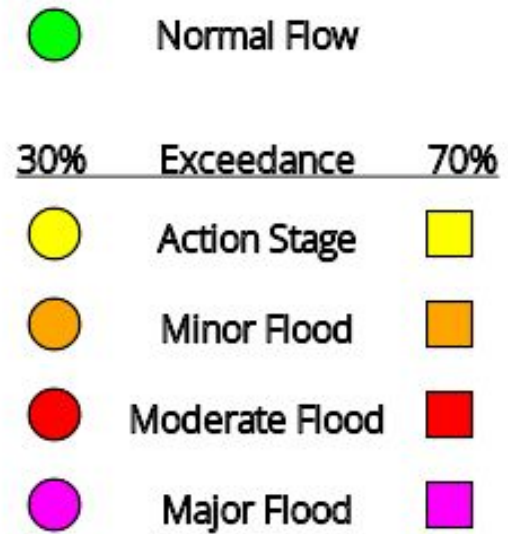 Normal Flow
30% Exceedance 70%
Action Stage
Minor Flood
Moderate Flood
Major Flood